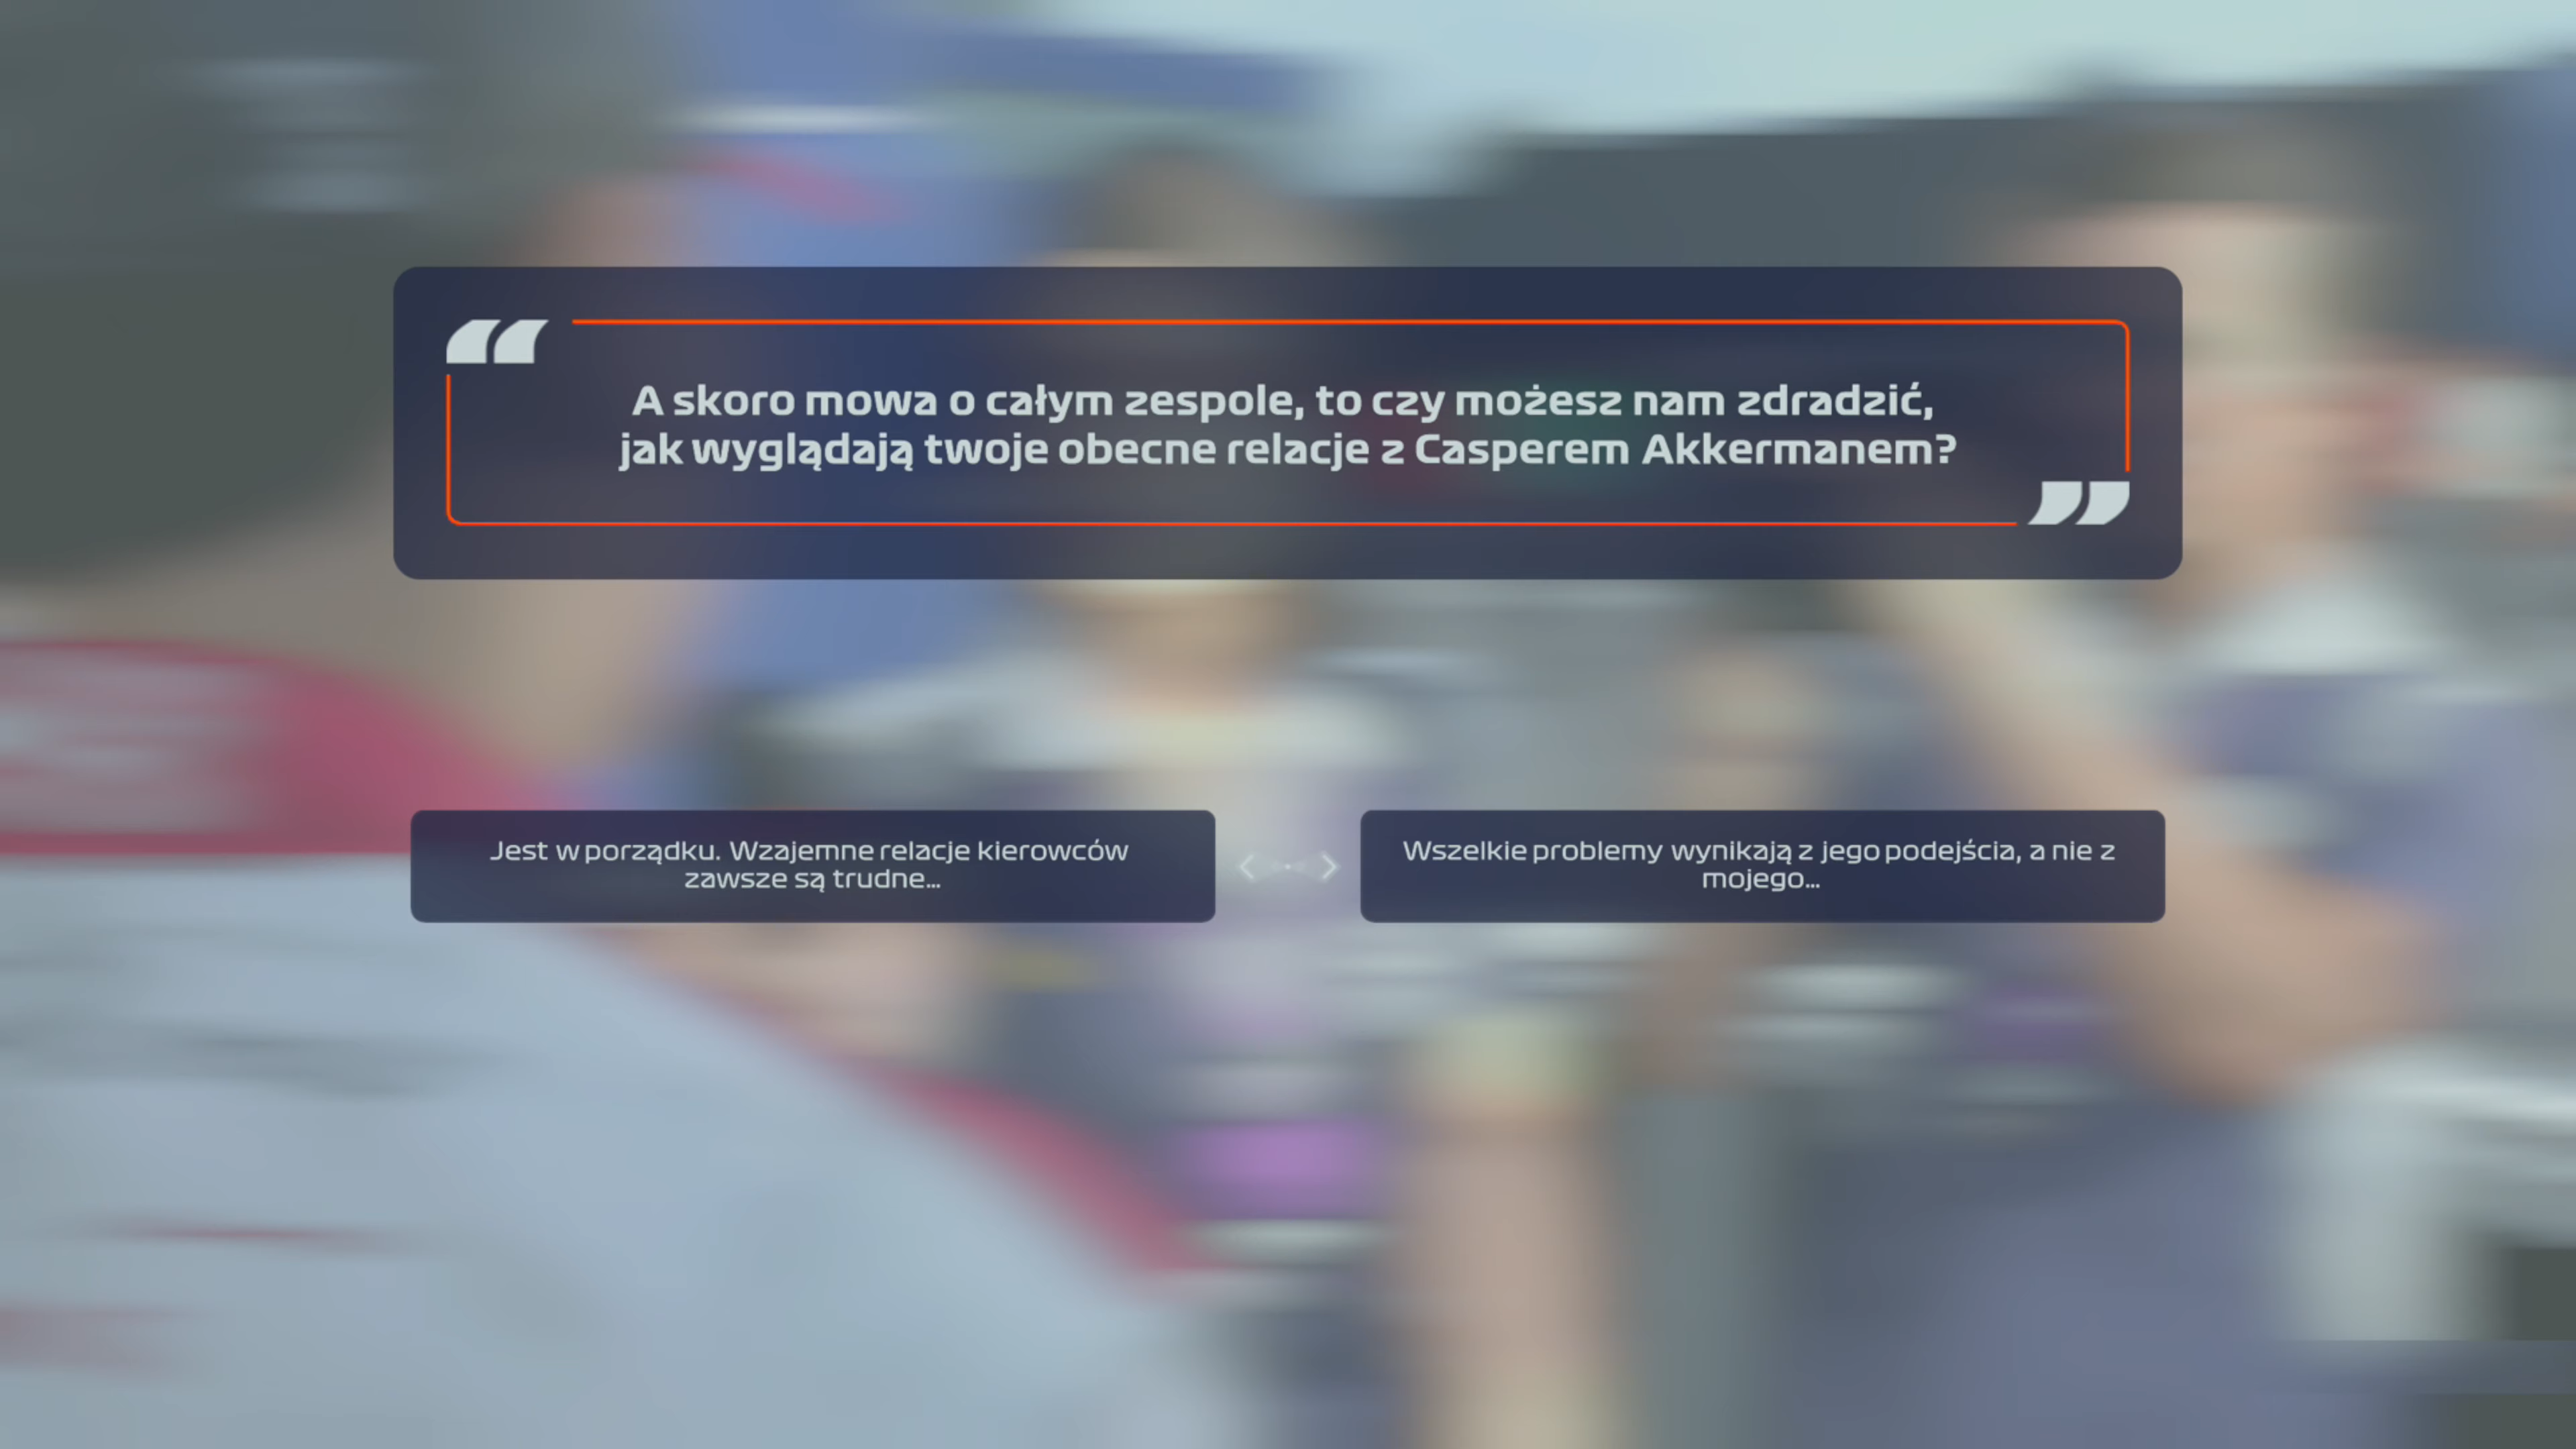 A skoro mowa o całym zespole, to czy możesz nam zdradzić,
jak wyglądają twoje obecne relacje z Casperem Akkermanem?
Jest w porządku. Wzajemne relacje kierowców
zawsze są trudne...
Wszelkie problemy wynikają z jego podejścia, a nie z
mojego...